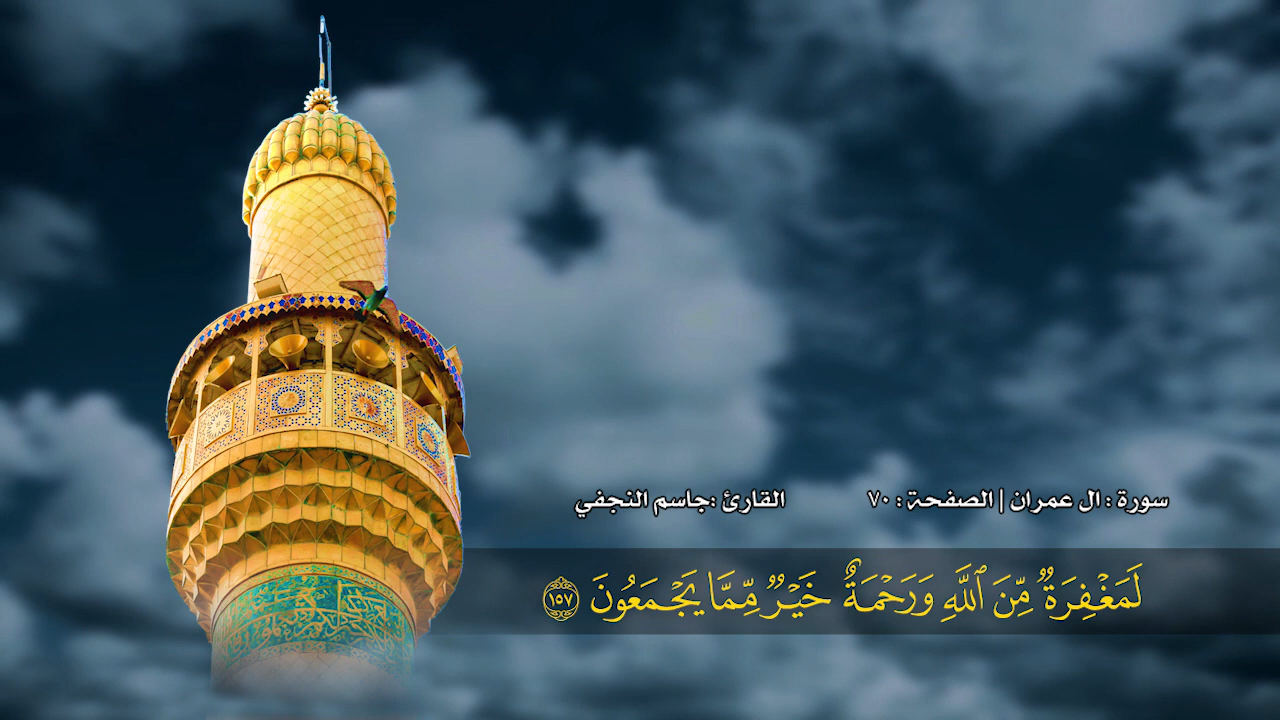 سورة : ال عمران | الصفحة : ٧٠ القارئ :جاسم النجفي
لَمَغْفِرَةٌ مِّنَ ٱللَّهِ وَرَحْمَةٌ خَيْرٌ مِّمَّا يَجْمَعُونَ ١٥٧